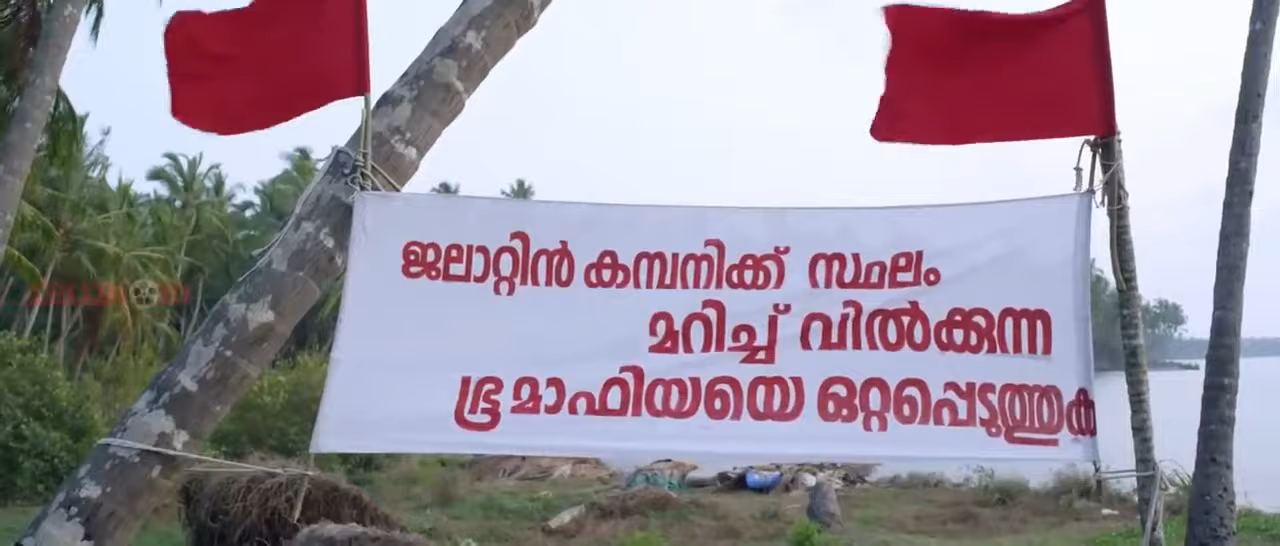 ജലാറ്റിൻ കമ്പനിക്ക് സ്ഥലം
മറിച്ച് വിൽക്കുന്ന
ഭൂമാഫിയയെ ഒറ്റപ്പെടുത്തുക